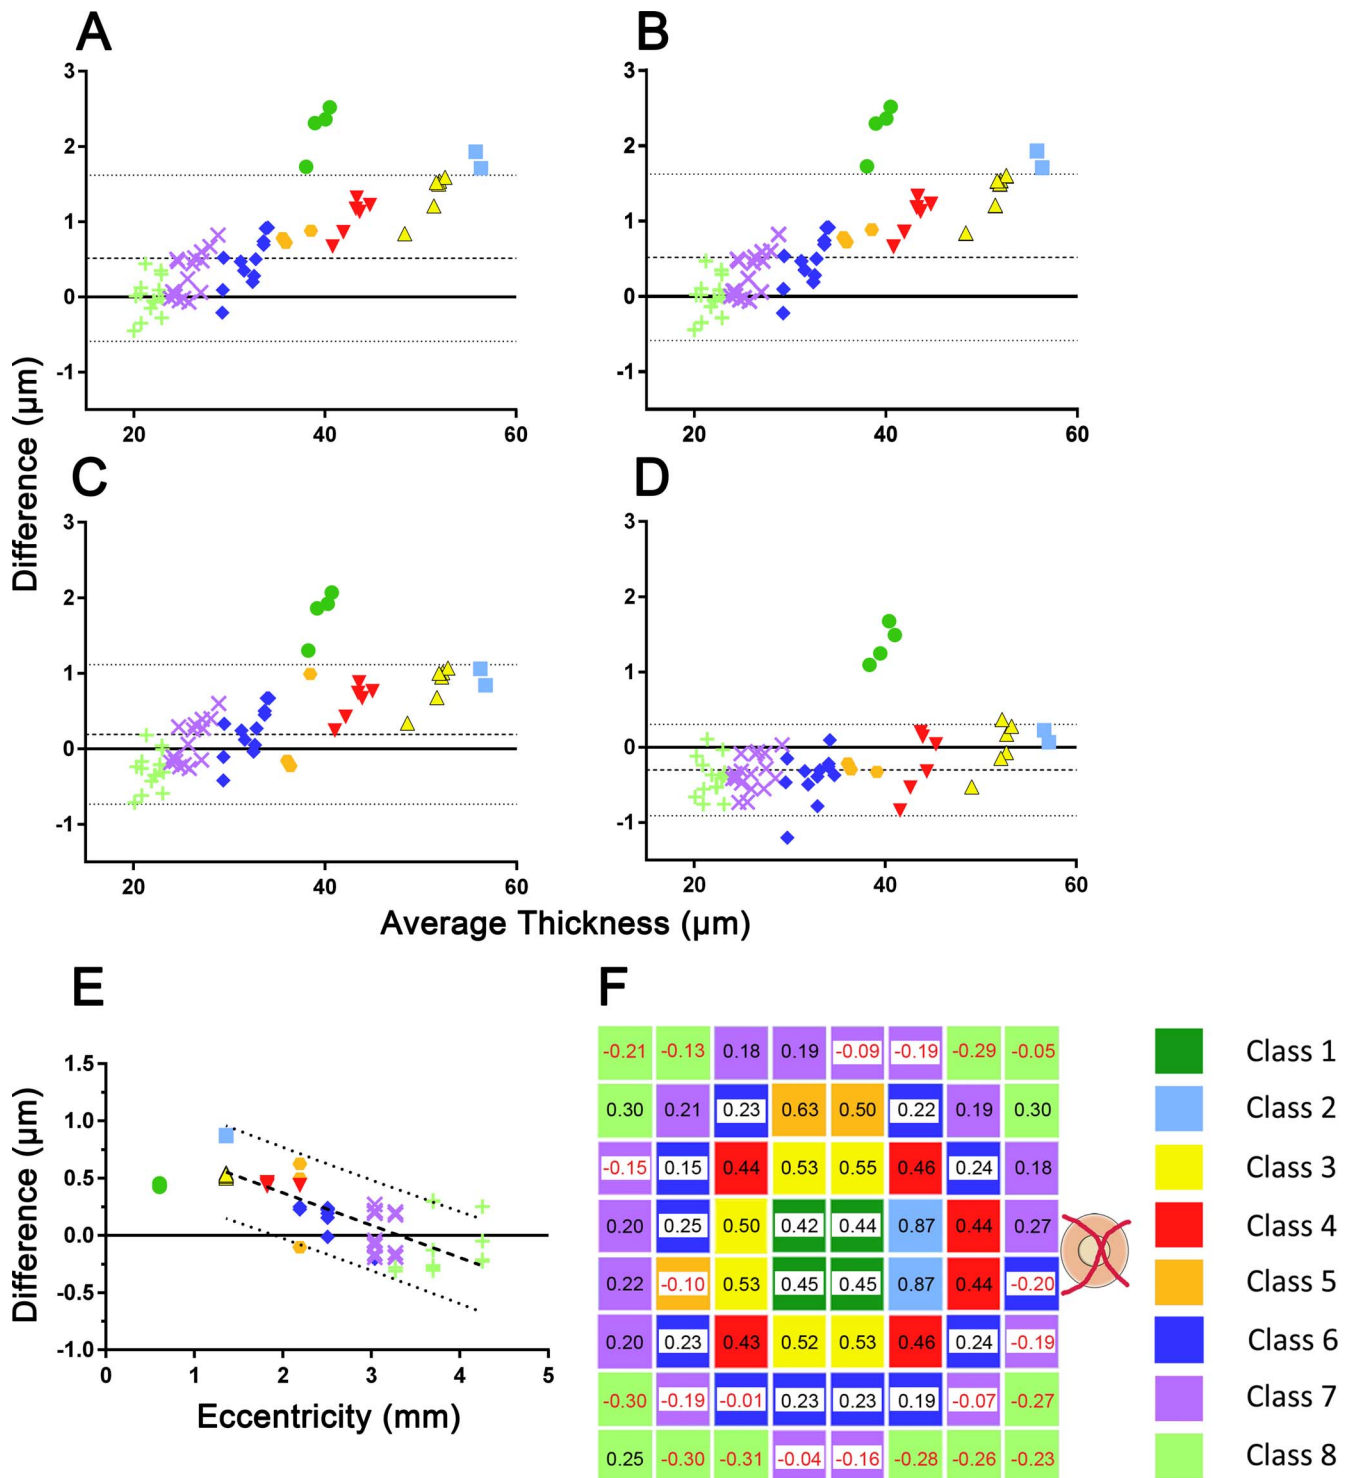 A
B
3
2
1
0
-1
20
40
60
3
2
1
0
-1
20
40
60
C
D
3
2
1
0
-1
20
40
60
3
2
1
0
-1
20
40
60
Difference (µm)
Average Thickness (µm)
E
1.5
1.0
0.5
0.0
-0.5
-1.0
0
1
2
3
4
5
Difference (µm)
Eccentricity (mm)
F
-0.21 -0.13 0.18 0.19 -0.09 -0.19 -0.29 -0.05
0.30 0.21 0.23 0.63 0.50 0.22 0.19 0.30
-0.15 0.15 0.44 0.53 0.55 0.46 0.24 0.18
0.20 0.25 0.50 0.42 0.44 0.87 0.44 0.27
0.22 -0.10 0.53 0.45 0.45 0.87 0.44 -0.20
0.20 0.23 0.43 0.52 0.53 0.46 0.24 -0.19
-0.30 -0.19 -0.01 0.23 0.23 0.19 -0.07 -0.27
0.25 -0.30 -0.31 -0.04 -0.16 -0.28 -0.26 -0.23
Class 1
Class 2
Class 3
Class 4
Class 5
Class 6
Class 7
Class 8